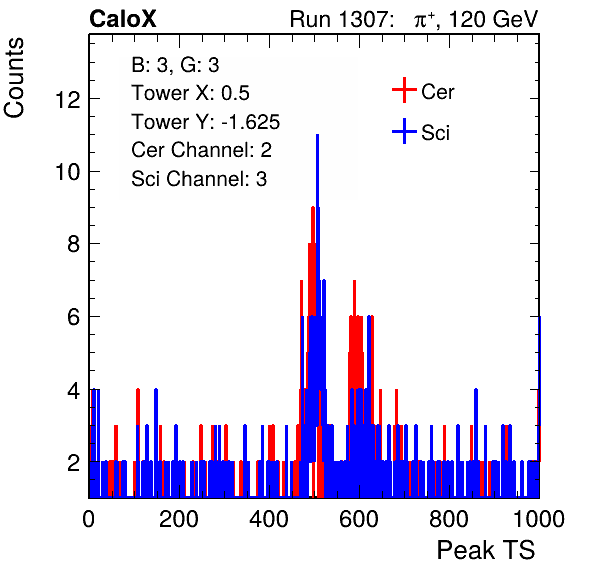 CaloX Run 1307: π⁺, 120 GeV
Counts
B: 3, G: 3
Tower X: 0.5
Tower Y: -1.625
Cer Channel: 2
Sci Channel: 3
Cer
Sci
12
10
8
6
4
2
0 200 400 600 800 1000
Peak TS